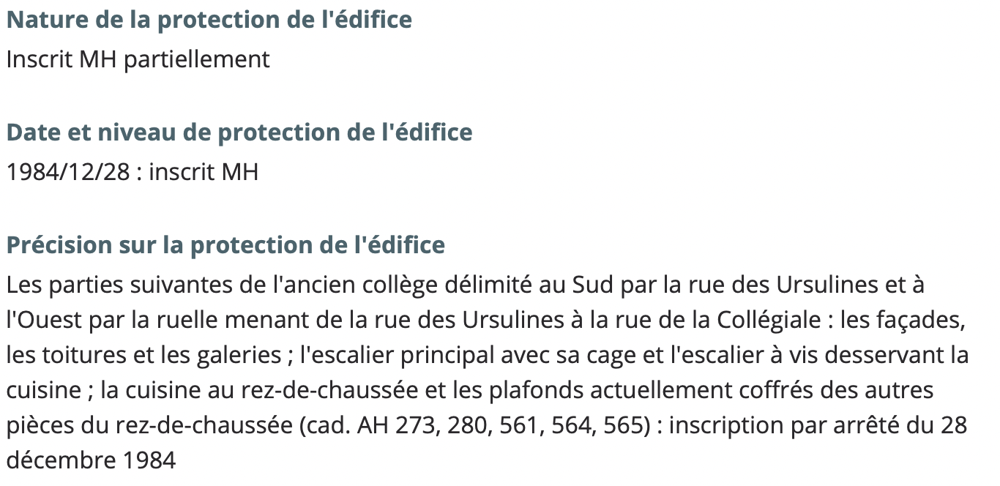 Nature de la protection de l'édifice
Inscrit MH partiellement
Date et niveau de protection de l'édifice
1984/12/28 : inscrit MH
Précision sur la protection de l'édifice
Les parties suivantes de l'ancien collège délimité au Sud par la rue des Ursulines et à
l'Ouest par la ruelle menant de la rue des Ursulines à la rue de la Collégiale : les façades,
les toitures et les galeries ; l'escalier principal avec sa cage et l'escalier à vis desservant la
cuisine ; la cuisine au rez-de-chaussée et les plafonds actuellement coffrés des autres
pièces du rez-de-chaussée (cad. AH 273, 280, 561, 564, 565) : inscription par arrêté du 28
décembre 1984